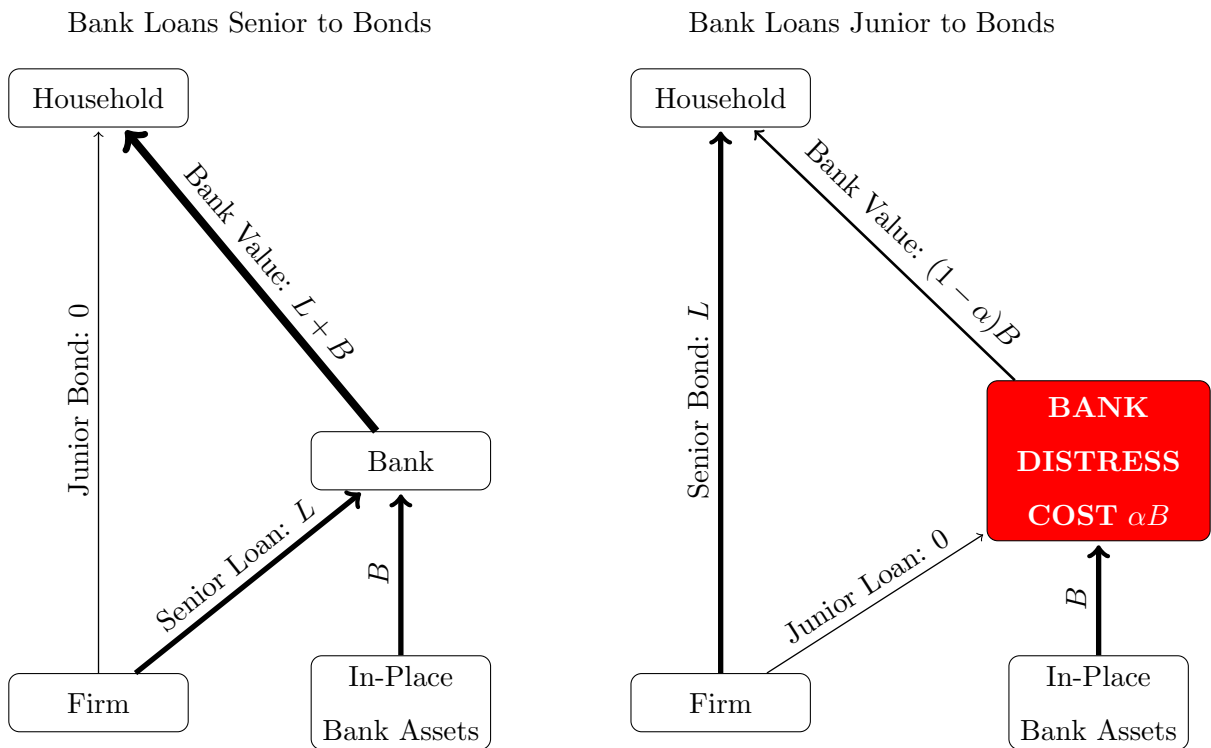 Bank Loans Senior to Bonds
Household
Bank Value: L + B
Junior Bond: 0
Bank
Senior Loan: L
B
Firm
In-Place
Bank Assets
Bank Loans Junior to Bonds
Household
Bank Value: (1 − α)B
Senior Bond: L
BANK
DISTRESS
COST αB
Junior Loan: 0
B
Firm
In-Place
Bank Assets